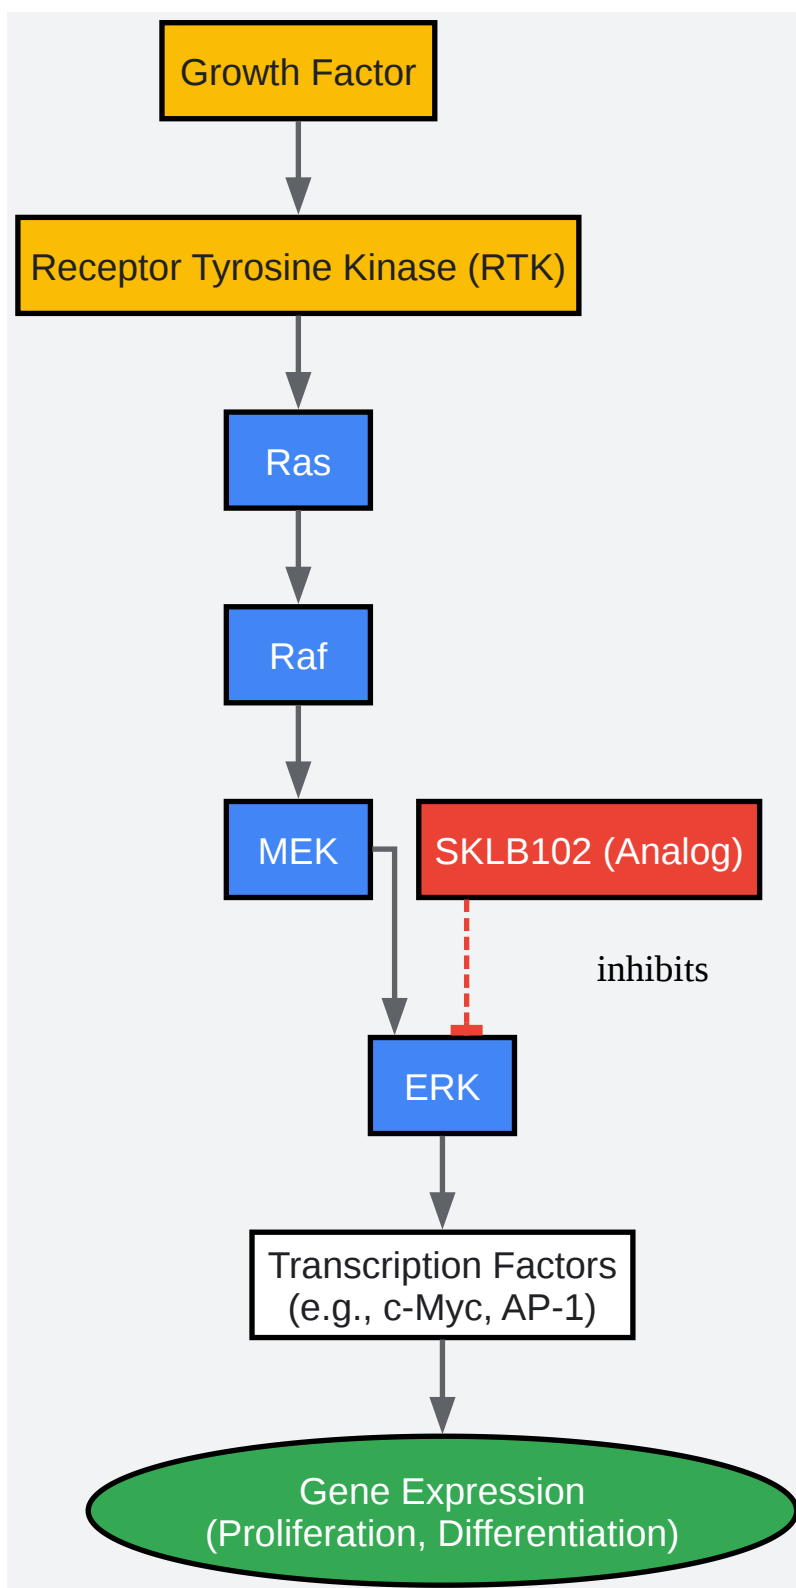 Growth Factor
Receptor Tyrosine Kinase (RTK)
Ras
Raf
MEK
SKLB102 (Analog)
inhibits
ERK
Transcription Factors
(e.g., c-Myc, AP-1)
Gene Expression
(Proliferation, Differentiation)